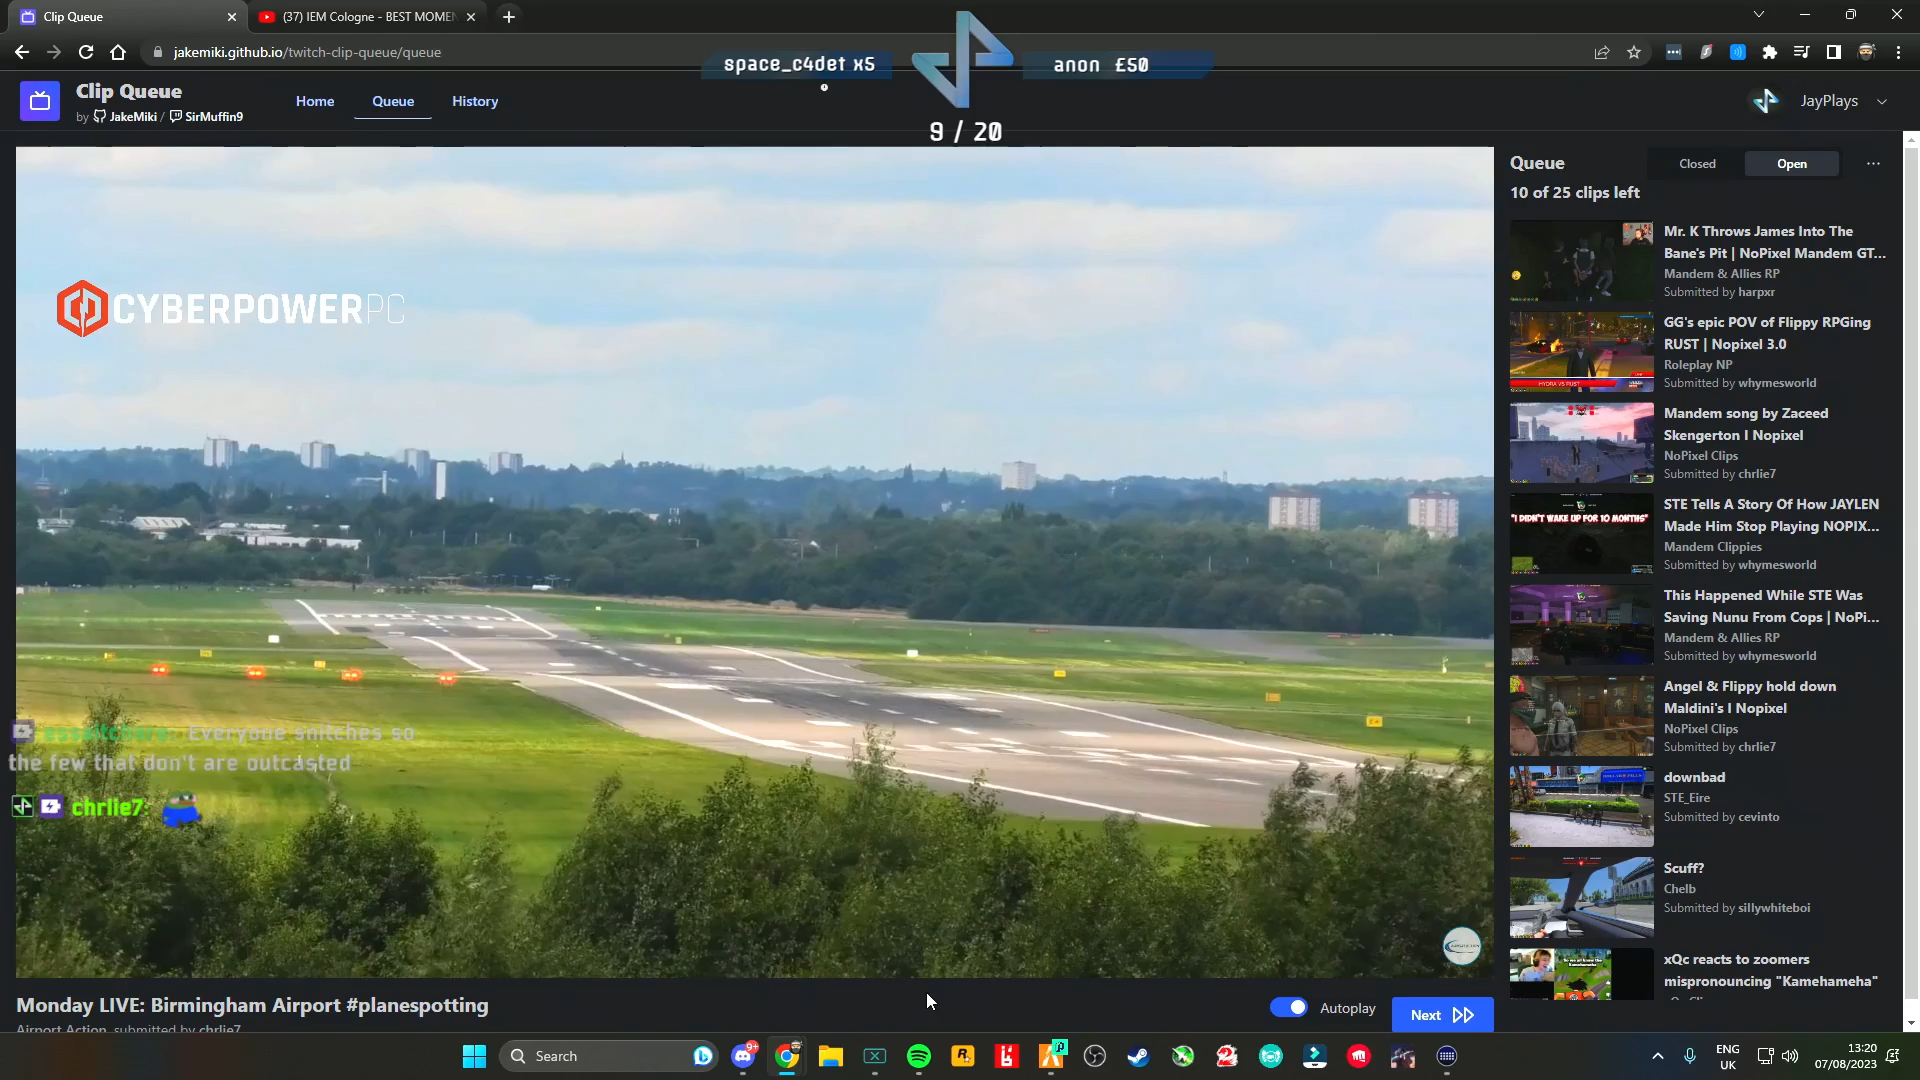 Clip Queue
(37) IEM Cologne - BEST MOMEN
jakemiki.github.io/twitch-clip-queue/queue
space_c4det x5
anon £50
9 / 20
Clip Queue
by JakeMiki / SirMuffin9
Home
Queue
History
JayPlays
CYBERPOWERPC
Everyone snitches so
the few that don't are outcasted
chrlie7:
Queue
Closed
Open
10 of 25 clips left
Mr. K Throws James Into The
Bane's Pit | NoPixel Mandem GT...
Mandem & Allies RP
Submitted by harpxr
GG's epic POV of Flippy RPGing
RUST | Nopixel 3.0
Roleplay NP
Submitted by whymesworld
HYDRA VS RUST
Mandem song by Zaceed
Skengerton I Nopixel
NoPixel Clips
Submitted by chrlie7
"I DIDN'T WAKE UP FOR 10 MONTHS"
STE Tells A Story Of How JAYLEN
Made Him Stop Playing NOPIX...
Mandem Clippies
Submitted by whymesworld
This Happened While STE Was
Saving Nunu From Cops | NoPi...
Mandem & Allies RP
Submitted by whymesworld
Angel & Flippy hold down
Maldini's I Nopixel
NoPixel Clips
Submitted by chrlie7
downbad
STE_Eire
Submitted by cevinto
Scuff?
Chelb
Submitted by sillywhiteboi
xQc reacts to zoomers
mispronouncing "Kamehameha"
Monday LIVE: Birmingham Airport #planespotting
Airport Action, submitted by chrlie7
Autoplay
Next
Search
9+
ENG
UK
13:20
07/08/2023